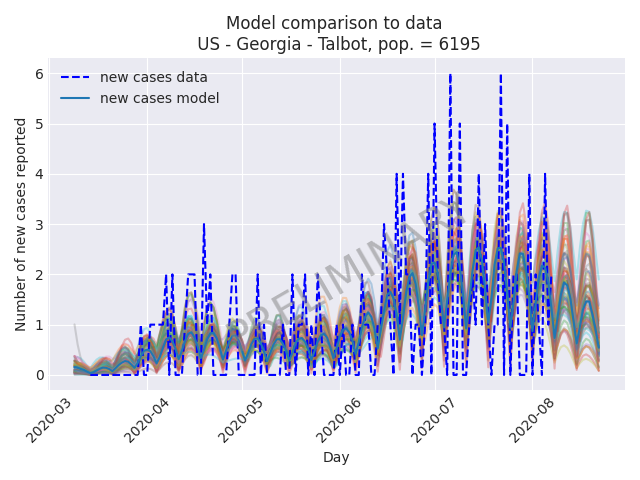 Model comparison to data
US - Georgia - Talbot, pop. = 6195
new cases data
new cases model
PRELIMINARY
Number of new cases reported
6
5
4
3
2
1
0
2020-03
2020-04
2020-05
2020-06
2020-07
2020-08
Day